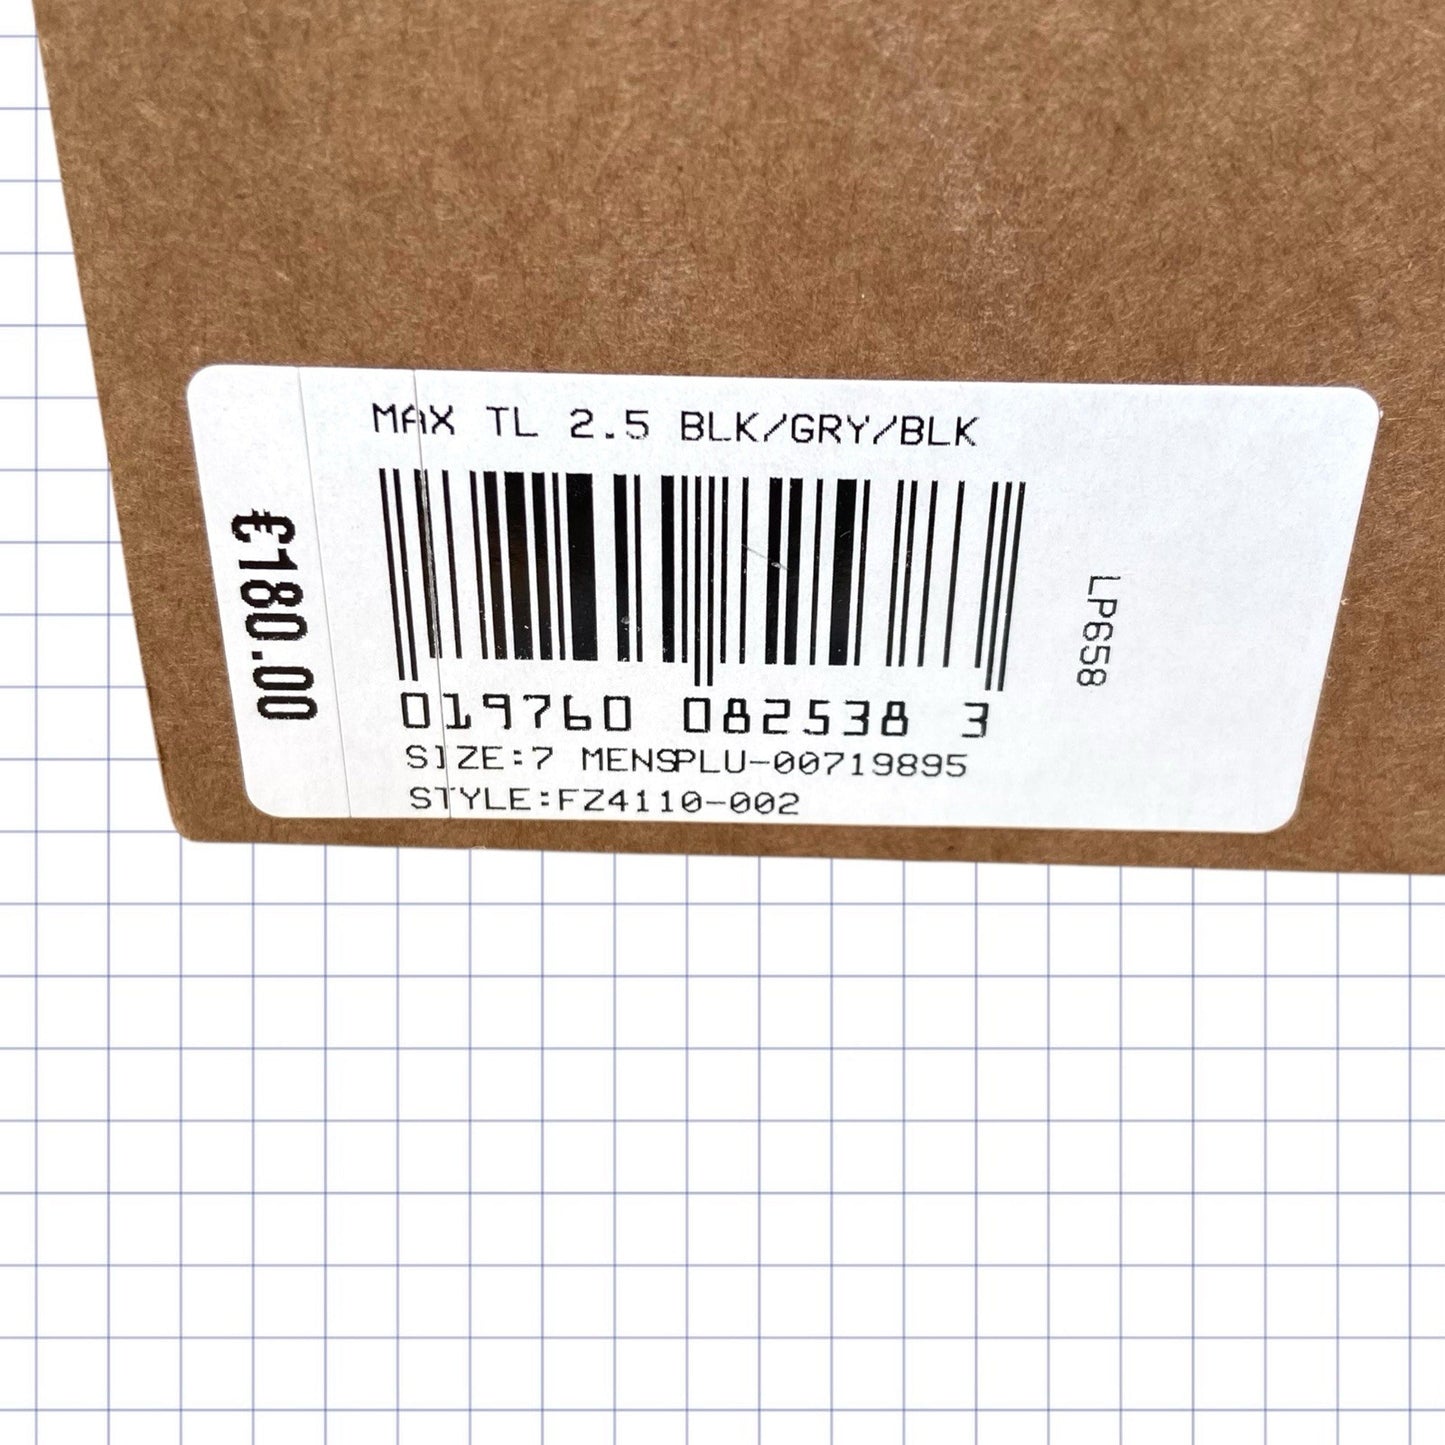 MAX TL 2.5 BLK/GRY/BLK
€180.00
019760 082538 3
LP658
SIZE:7 MENSPLU-00719895
STYLE:FZ4110-002